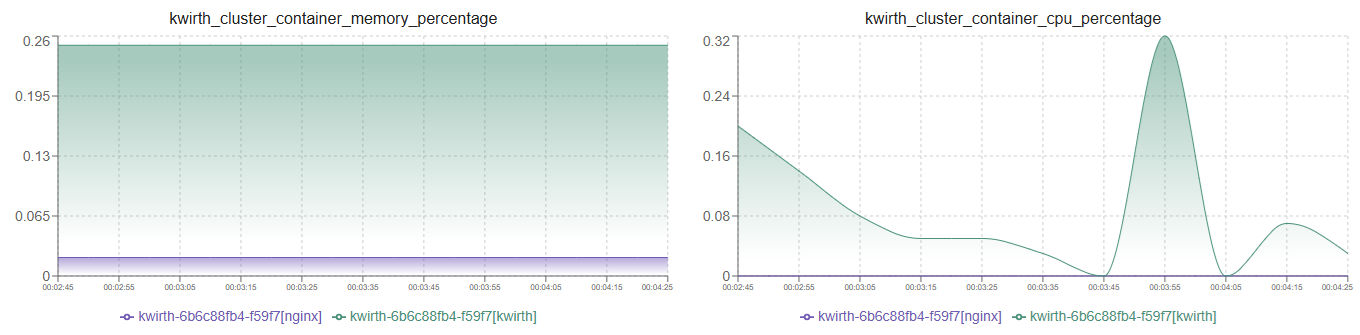 kwirth_cluster_container_memory_percentage
0.26
0.195
0.13
0.065
0
00:02:45 00:02:55 00:03:05 00:03:15 00:03:25 00:03:35 00:03:45 00:03:55 00:04:05 00:04:15 00:04:25
kwirth-6b6c88fb4-f59f7[nginx] kwirth-6b6c88fb4-f59f7[kwirth]
kwirth_cluster_container_cpu_percentage
0.32
0.24
0.16
0.08
0
00:02:45 00:02:55 00:03:05 00:03:15 00:03:25 00:03:35 00:03:45 00:03:55 00:04:05 00:04:15 00:04:25
kwirth-6b6c88fb4-f59f7[nginx] kwirth-6b6c88fb4-f59f7[kwirth]